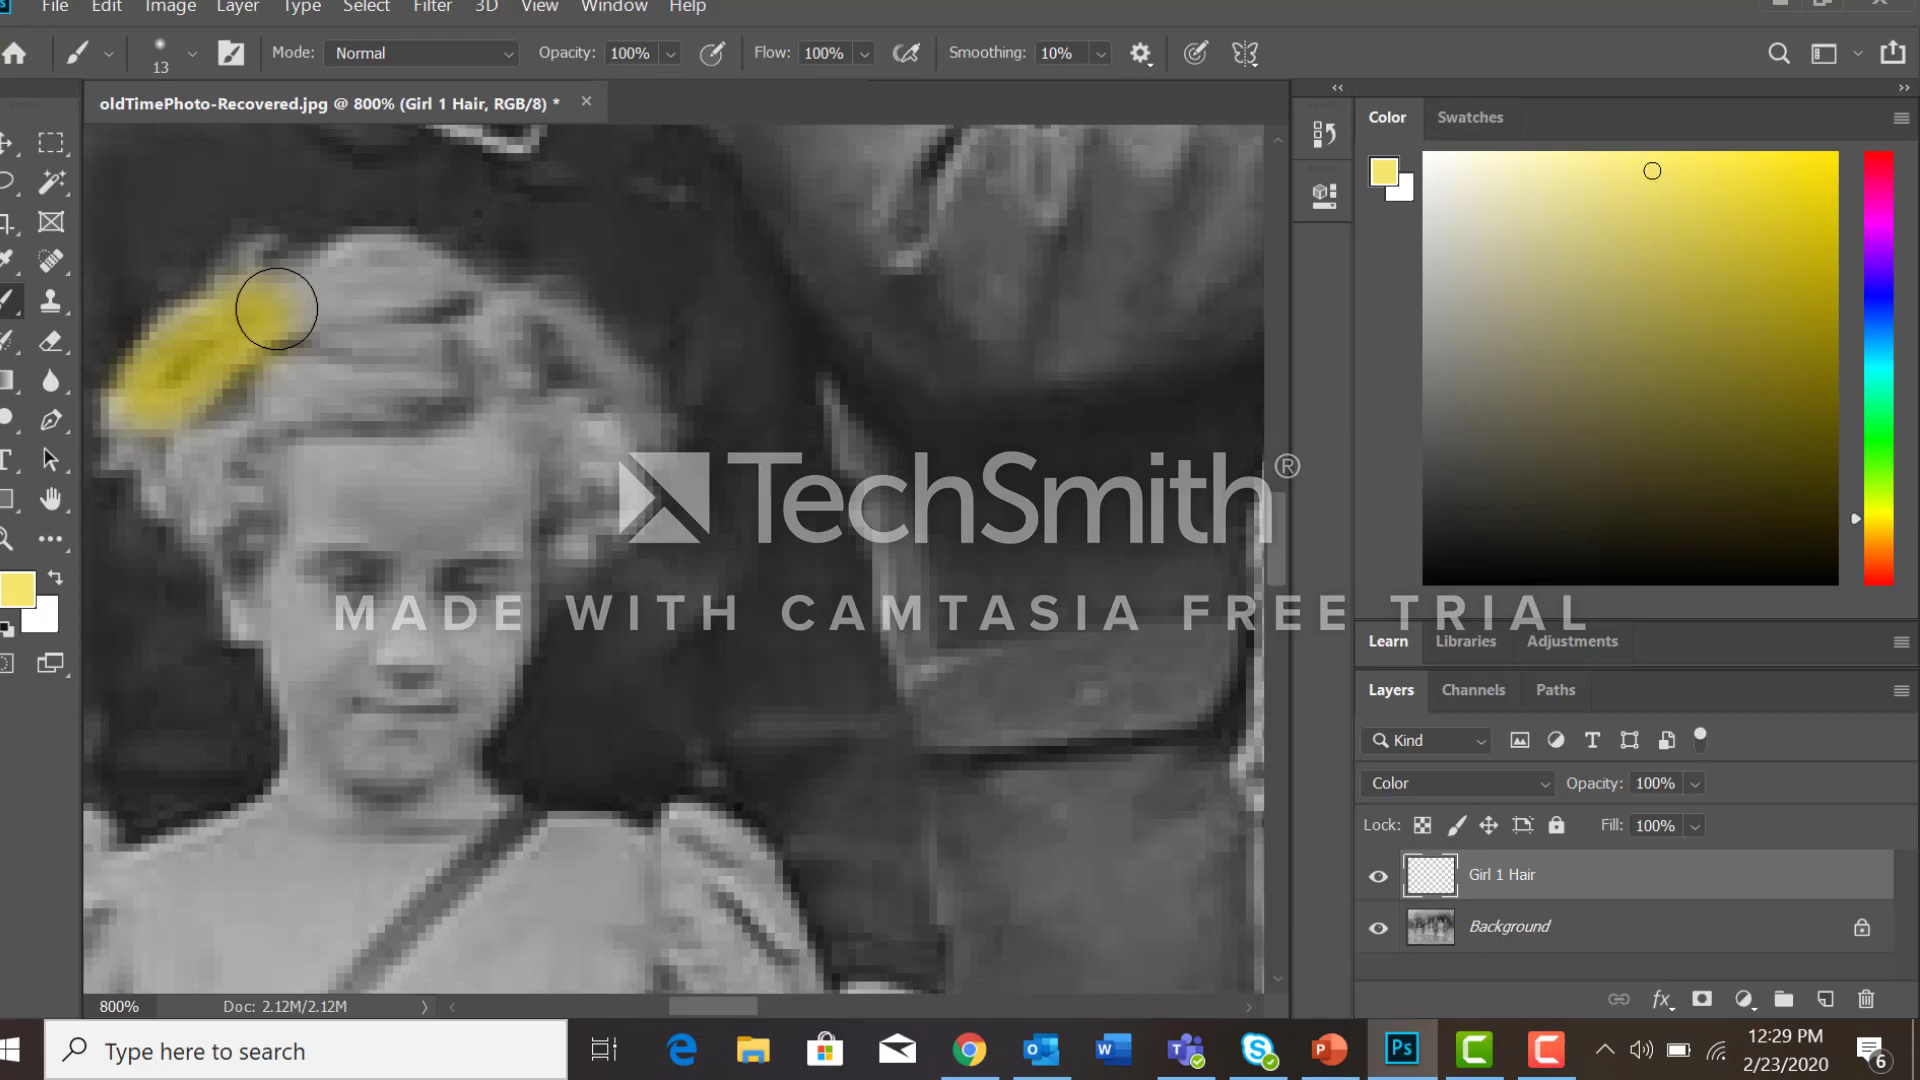 File Edit Image Layer Type Select Filter 3D View Window Help
13 Mode: Normal Opacity: 100% Flow: 100% Smoothing: 10%
oldTimePhoto-Recovered.jpg @ 800% (Girl 1 Hair, RGB/8) *
Color Swatches
TechSmith®
MADE WITH CAMTASIA FREE TRIAL
Learn Libraries Adjustments
Layers Channels Paths
Kind
Color Opacity: 100%
Lock: Fill: 100%
Girl 1 Hair
Background
800% Doc: 2.12M/2.12M
Type here to search
12:29 PM
2/23/2020
6